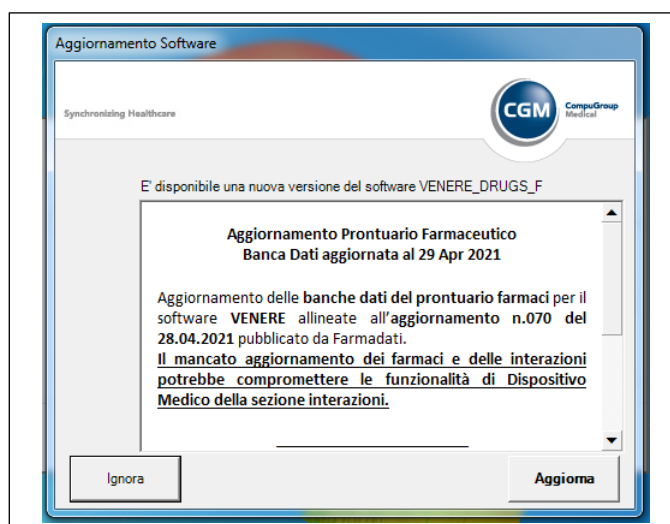 Aggiornamento Software
Synchronizing Healthcare
CGM
CompuGroup
Medical
E' disponibile una nuova versione del software VENERE_DRUGS_F
Aggiornamento Prontuario Farmaceutico
Banca Dati aggiornata al 29 Apr 2021
Aggiornamento delle banche dati del prontuario farmaci per il
software VENERE allineate all'aggiornamento n.070 del
28.04.2021 pubblicato da Farmadati.
Il mancato aggiornamento dei farmaci e delle interazioni
potrebbe compromettere le funzionalità di Dispositivo
Medico della sezione interazioni.
Ignora
Aggiorna